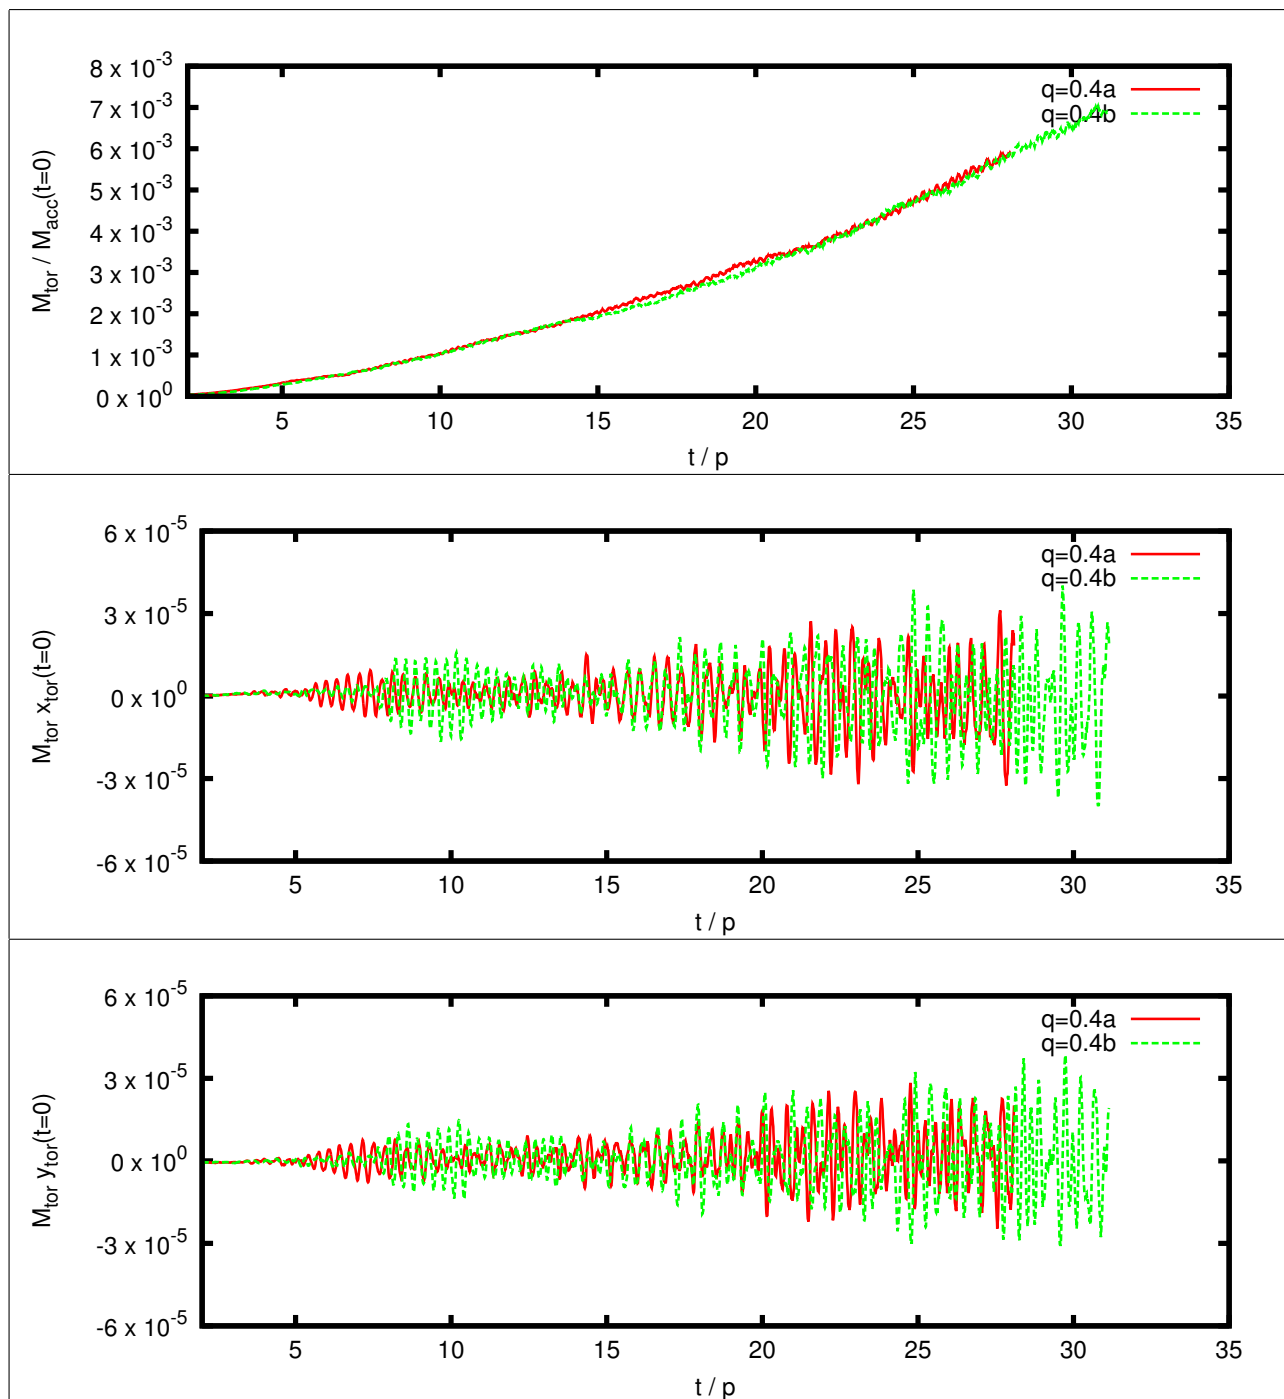 8 x 10^-3
7 x 10^-3
6 x 10^-3
5 x 10^-3
4 x 10^-3
3 x 10^-3
2 x 10^-3
1 x 10^-3
0 x 10^0
M_tor / M_acc(t=0)
q=0.4a
q=0.4b
5 10 15 20 25 30 35
t / p
6 x 10^-5
3 x 10^-5
0 x 10^0
-3 x 10^-5
-6 x 10^-5
M_tor x_tor(t=0)
q=0.4a
q=0.4b
5 10 15 20 25 30 35
t / p
6 x 10^-5
3 x 10^-5
0 x 10^0
-3 x 10^-5
-6 x 10^-5
M_tor y_tor(t=0)
q=0.4a
q=0.4b
5 10 15 20 25 30 35
t / p